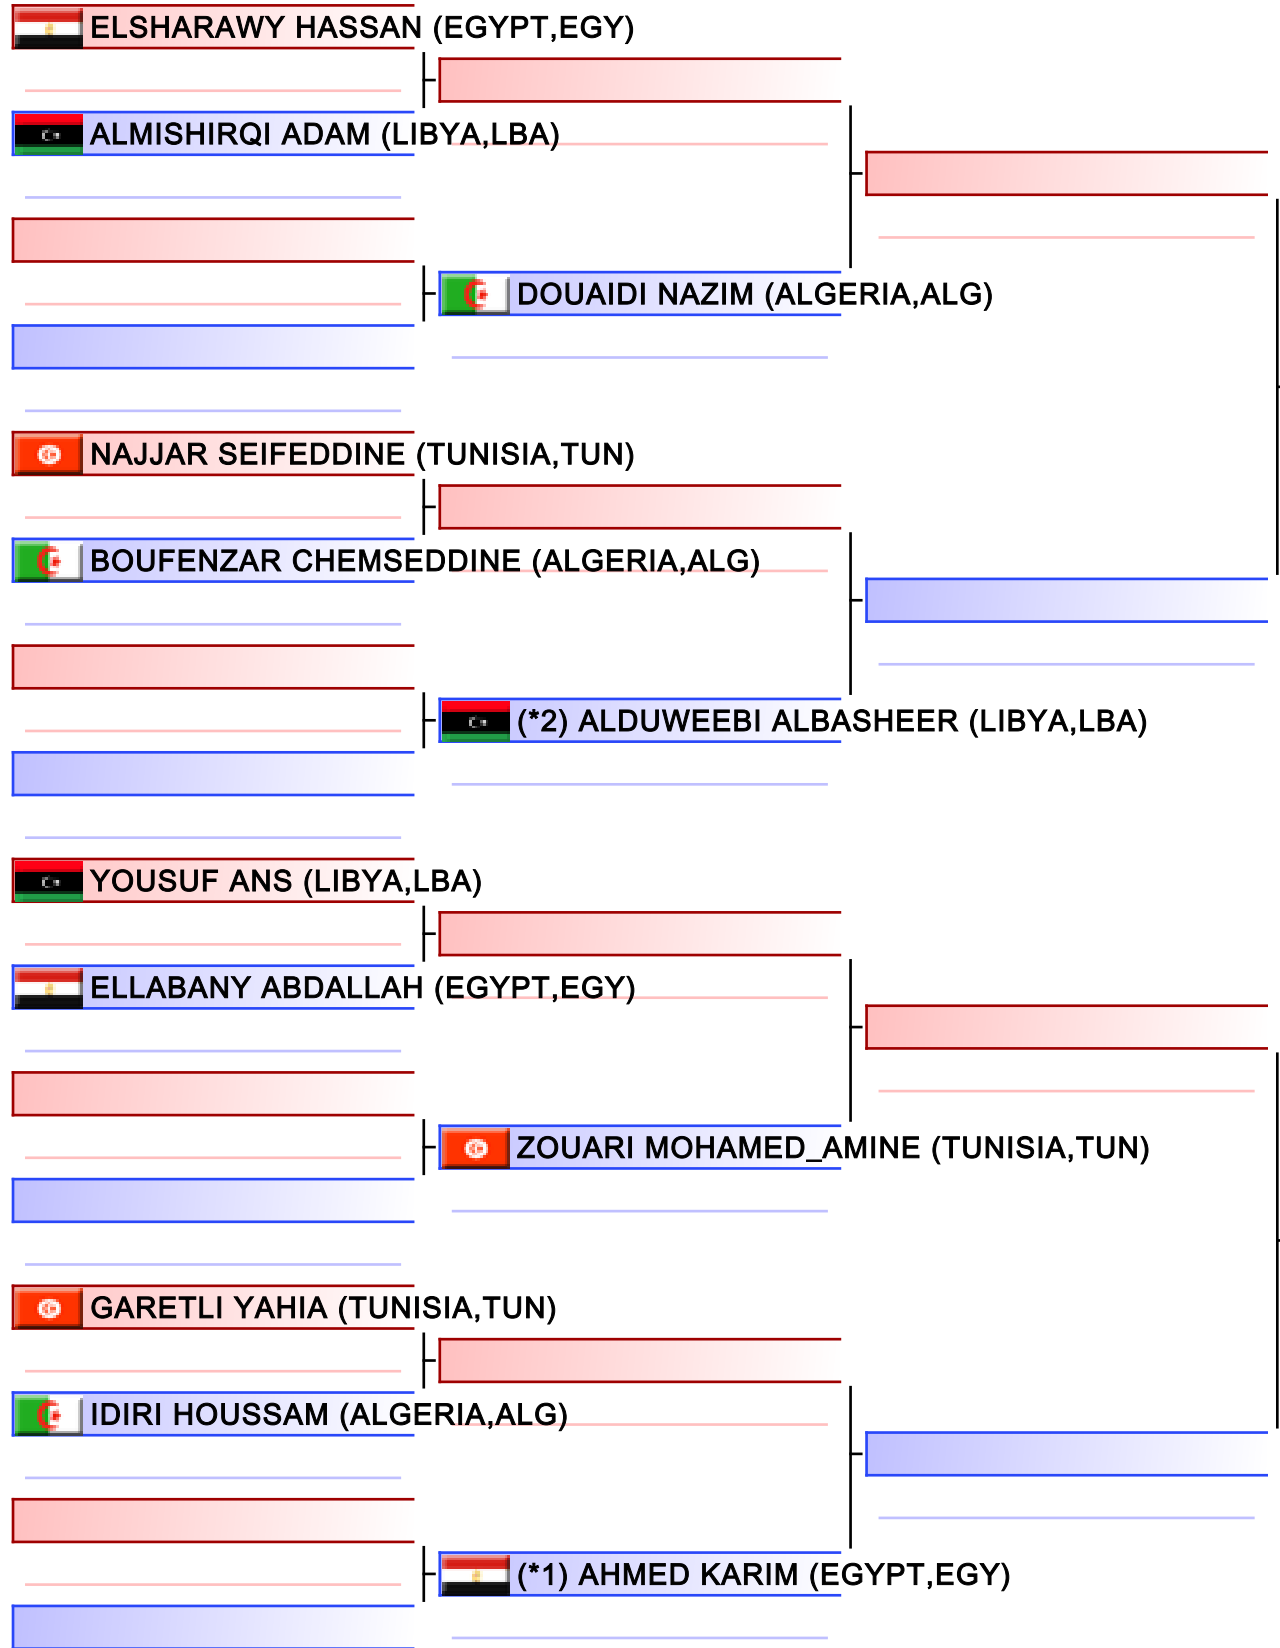 ELSHARAWY HASSAN (EGYPT,EGY)
ALMISHIRQI ADAM (LIBYA,LBA)
DOUAIDI NAZIM (ALGERIA,ALG)
NAJJAR SEIFEDDINE (TUNISIA,TUN)
BOUFENZAR CHEMSEDDINE (ALGERIA,ALG)
(*2) ALDUWEEBI ALBASHEER (LIBYA,LBA)
YOUSUF ANS (LIBYA,LBA)
ELLABANY ABDALLAH (EGYPT,EGY)
ZOUARI MOHAMED_AMINE (TUNISIA,TUN)
GARETLI YAHIA (TUNISIA,TUN)
IDIRI HOUSSAM (ALGERIA,ALG)
(*1) AHMED KARIM (EGYPT,EGY)